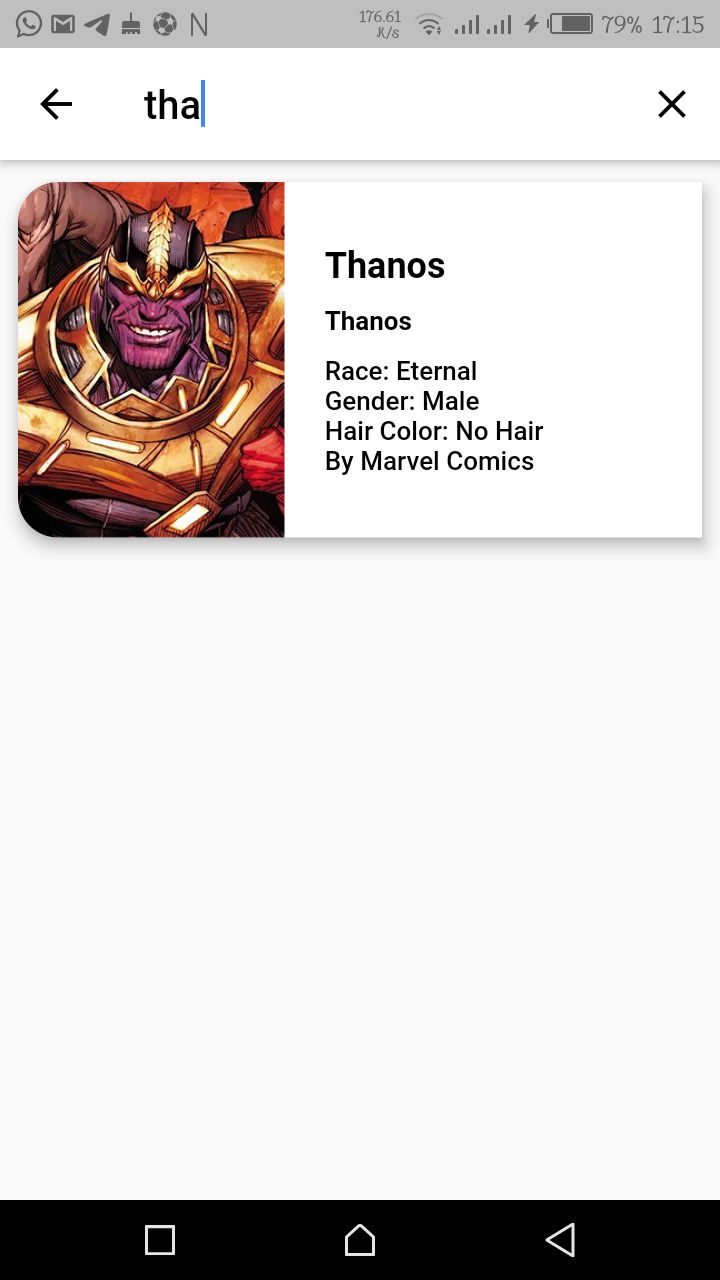 176.61 K/s 79% 17:15
tha
Thanos
Thanos
Race: Eternal
Gender: Male
Hair Color: No Hair
By Marvel Comics